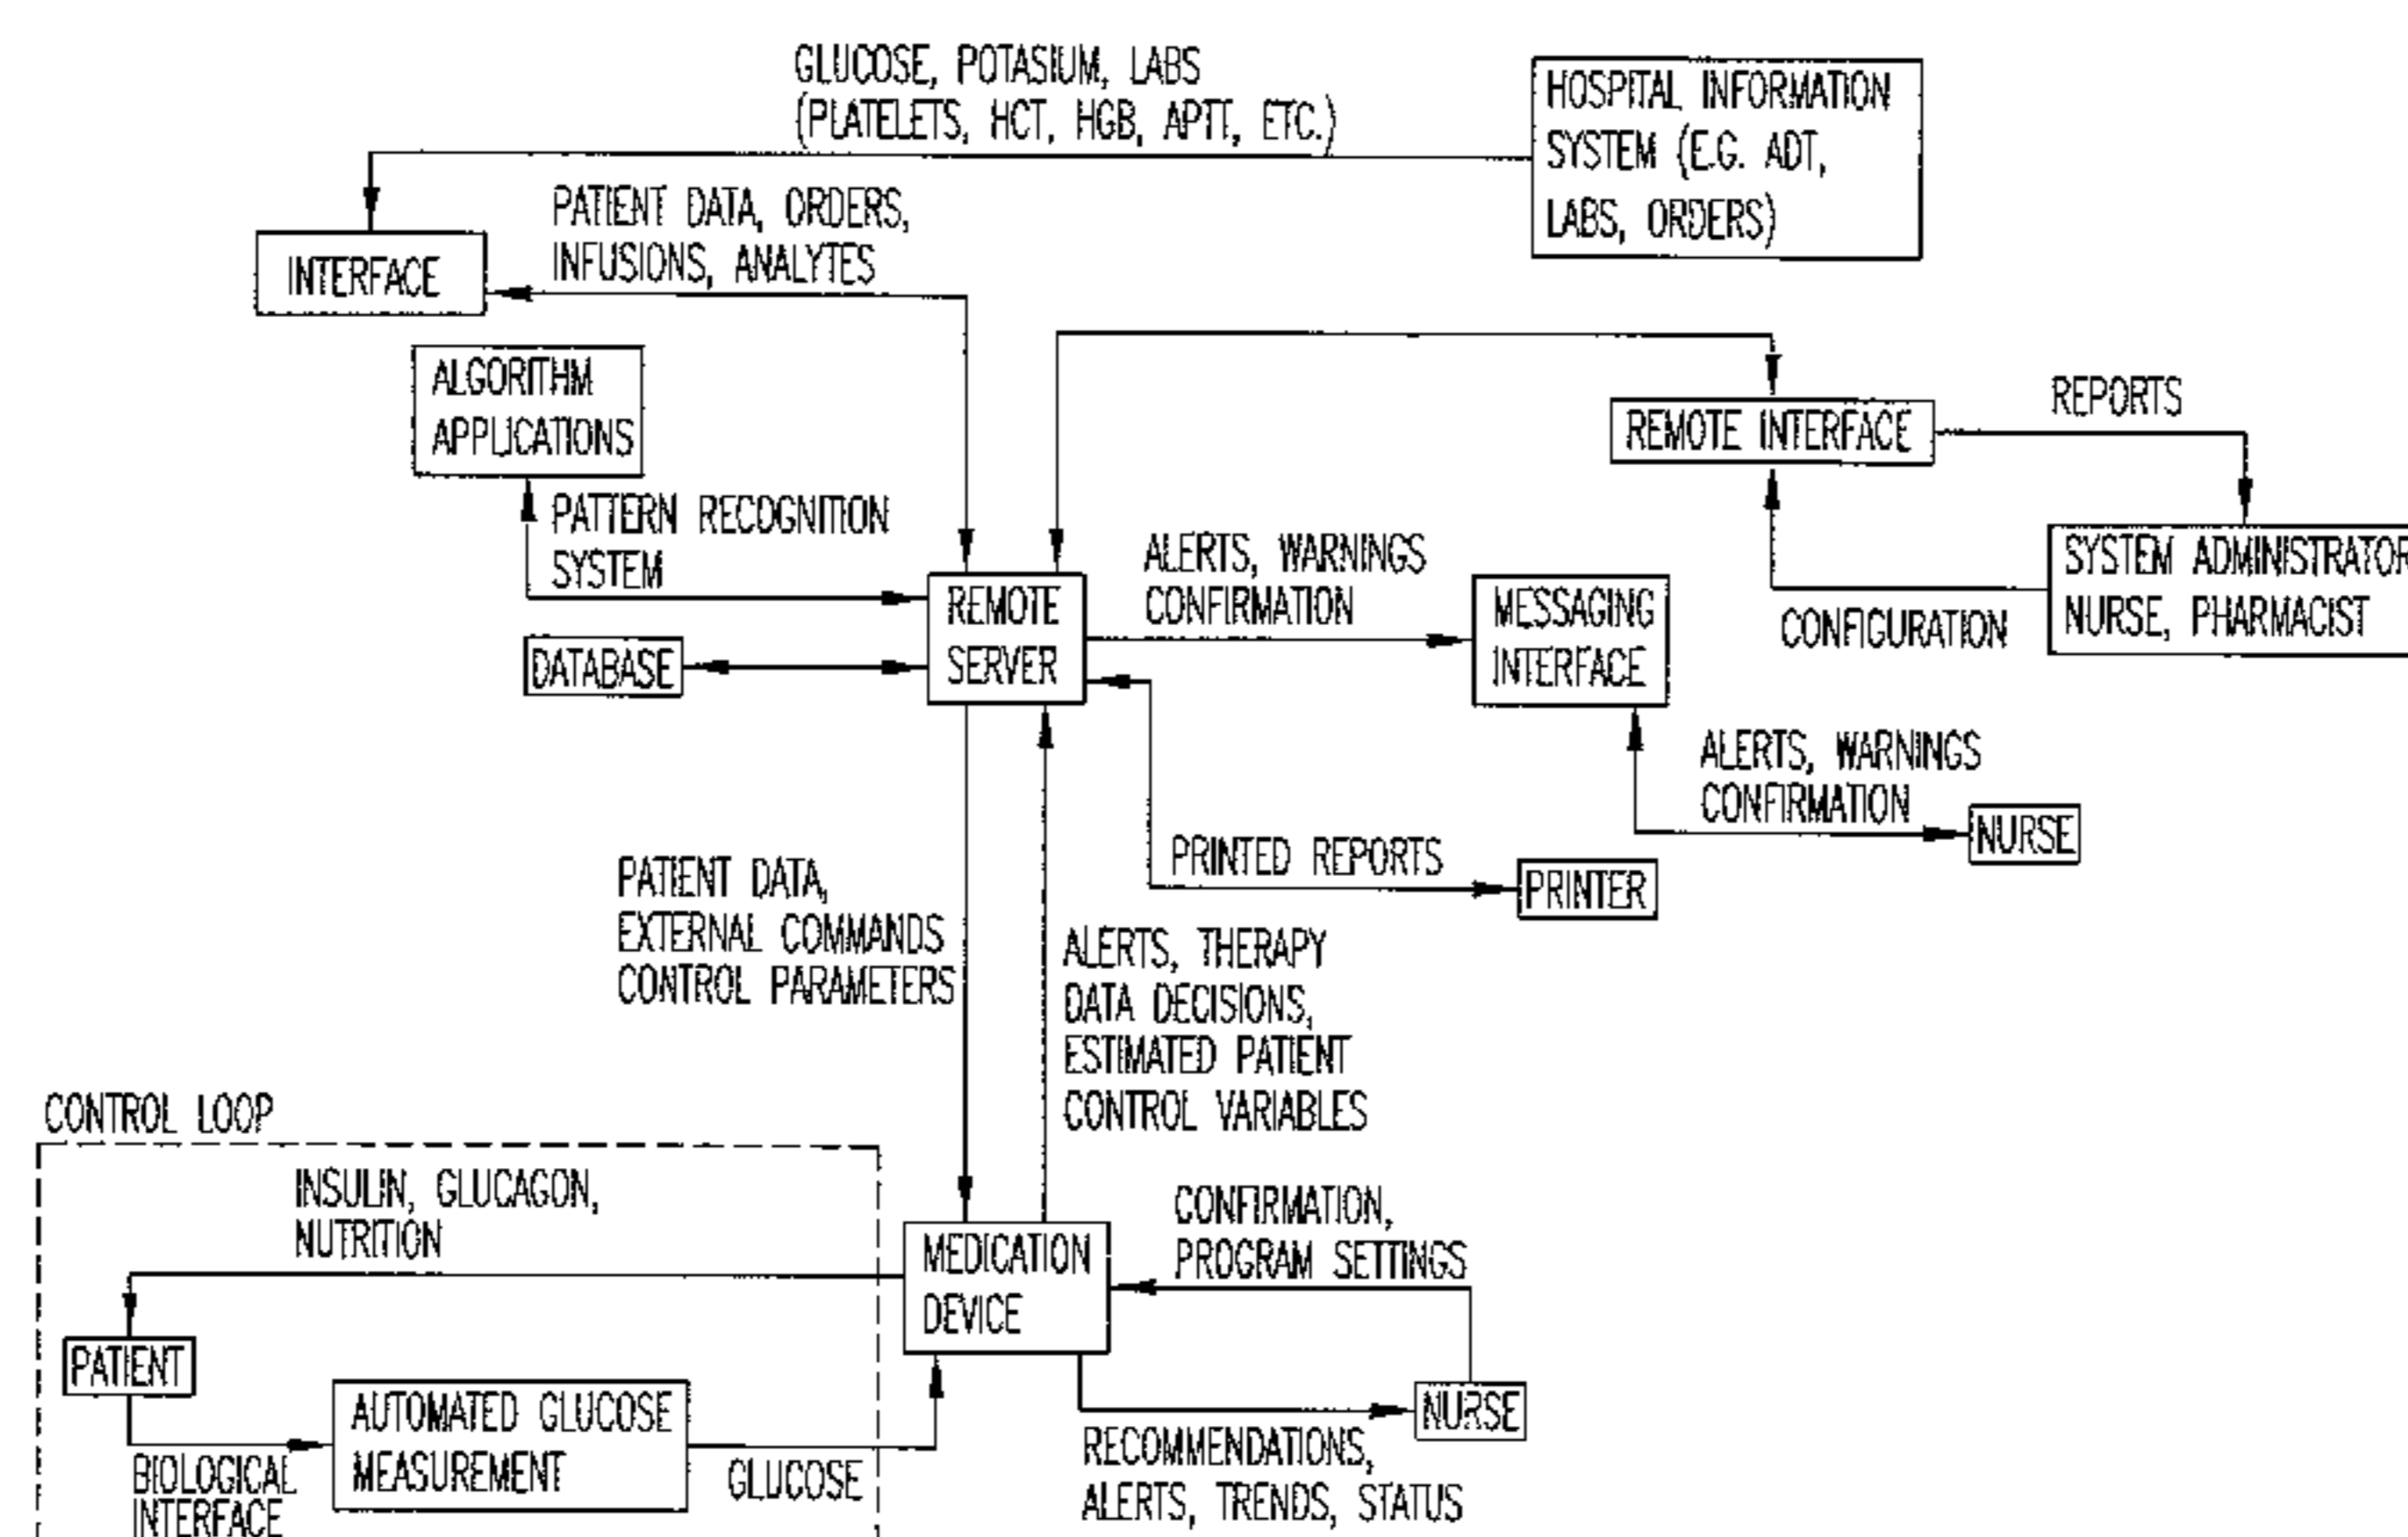 GLUCOSE, POTASIUM, LABS
(PLATELETS, HCT, HGB, APTT, ETC.)
HOSPITAL INFORMATION
SYSTEM (E.G. ADT,
LABS, ORDERS)
PATIENT DATA, ORDERS,
INFUSIONS, ANALYTES
INTERFACE
ALGORITHM
APPLICATIONS
PATTERN RECOGNITION
SYSTEM
REMOTE INTERFACE
REPORTS
SYSTEM ADMINISTRATOR
NURSE, PHARMACIST
CONFIGURATION
ALERTS, WARNINGS
CONFIRMATION
REMOTE
SERVER
MESSAGING
INTERFACE
DATABASE
ALERTS, WARNINGS
CONFIRMATION
NURSE
PRINTED REPORTS
PRINTER
PATIENT DATA,
EXTERNAL COMMANDS
CONTROL PARAMETERS
ALERTS, THERAPY
DATA DECISIONS,
ESTIMATED PATIENT
CONTROL VARIABLES
CONTROL LOOP
INSULIN, GLUCAGON,
NUTRITION
MEDICATION
DEVICE
CONFIRMATION,
PROGRAM SETTINGS
PATIENT
AUTOMATED GLUCOSE
MEASUREMENT
NURSE
BIOLOGICAL
INTERFACE
GLUCOSE
RECOMMENDATIONS,
ALERTS, TRENDS, STATUS